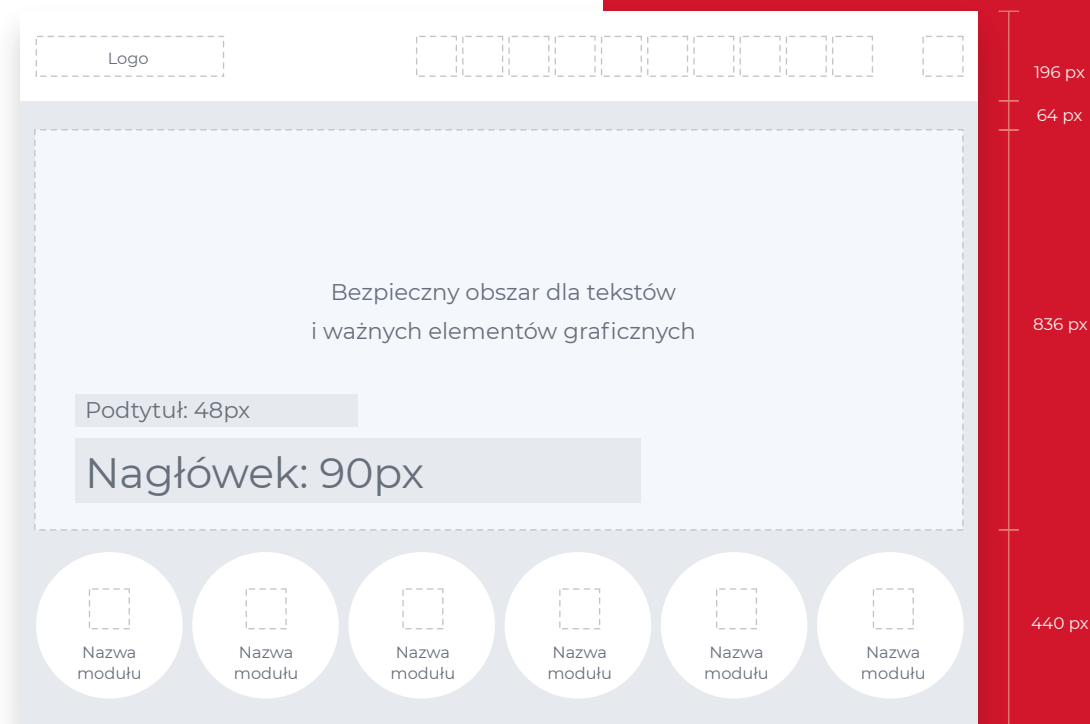 Logo
196 px
64 px
Bezpieczny obszar dla tekstów
i ważnych elementów graficznych
836 px
Podtytuł: 48px
Nagłówek: 90px
440 px
Nazwa modułu
Nazwa modułu
Nazwa modułu
Nazwa modułu
Nazwa modułu
Nazwa modułu